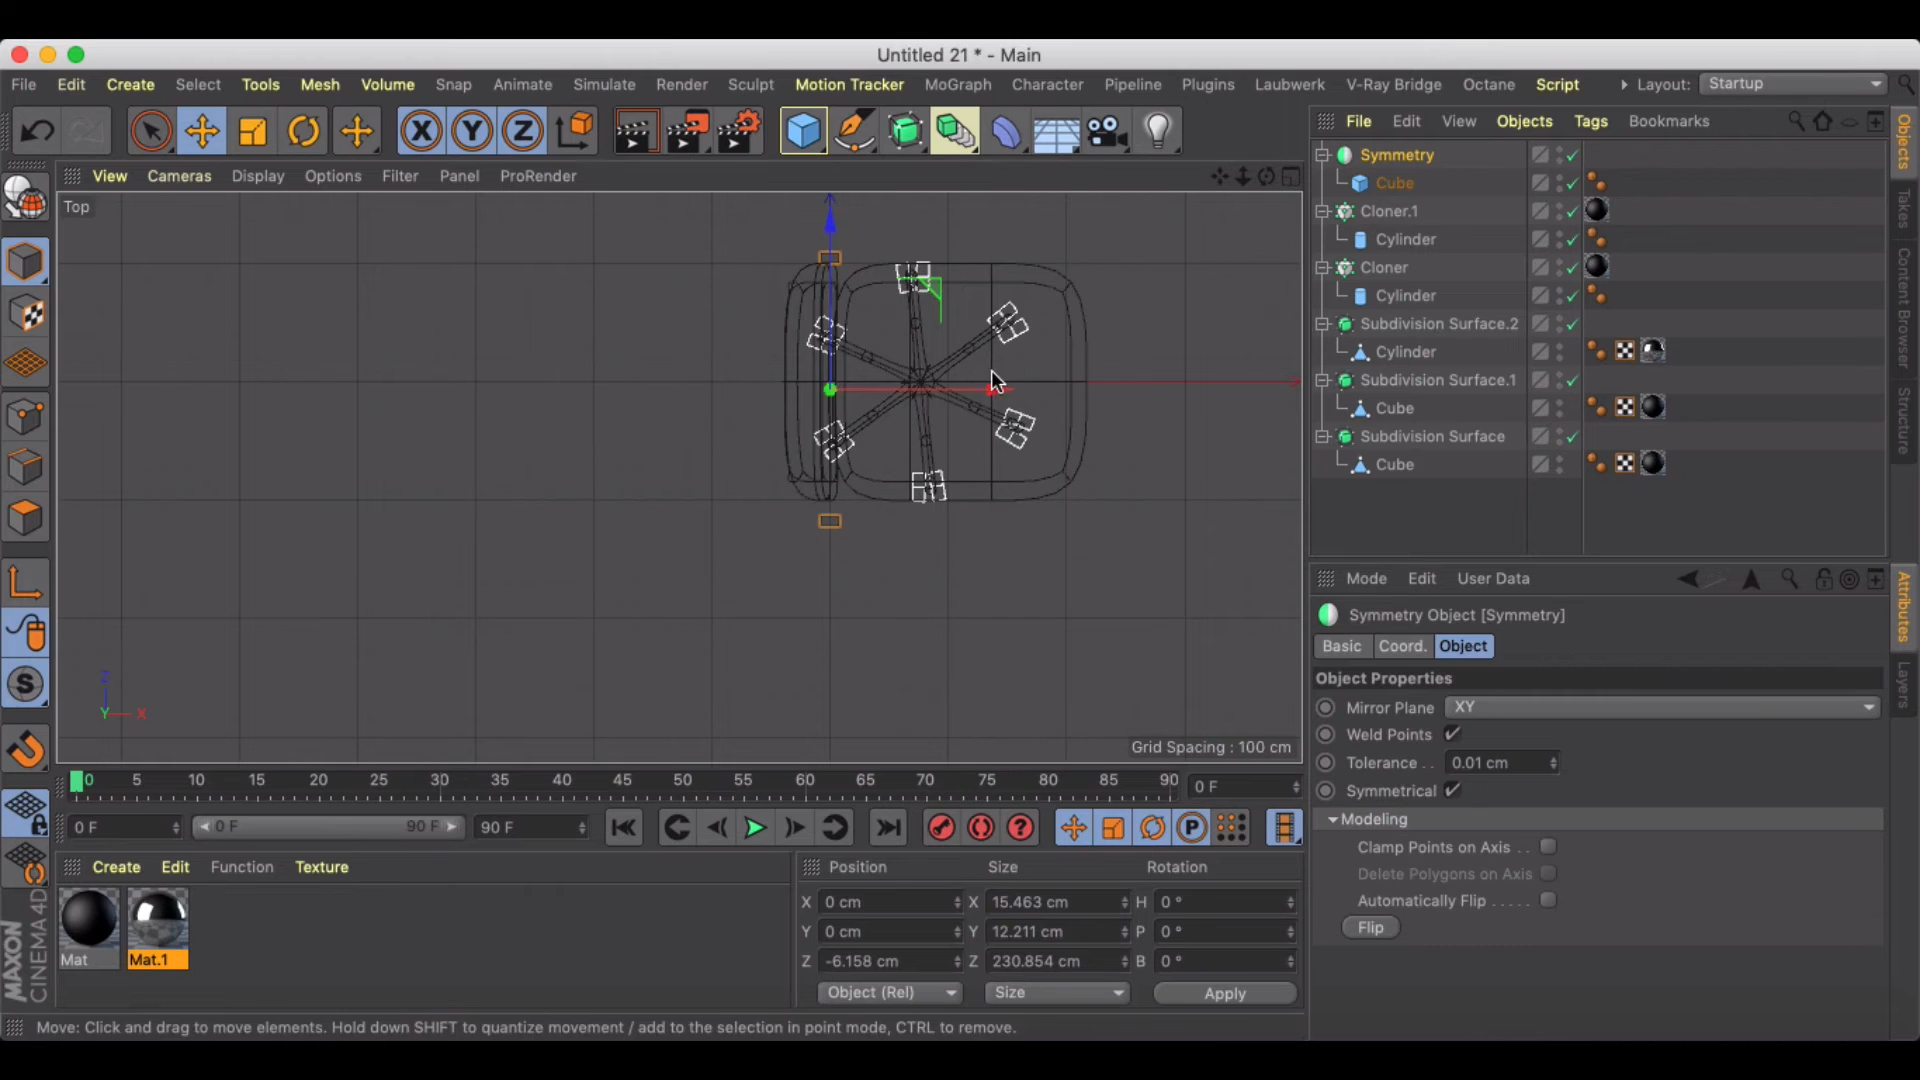 Untitled 21 * - Main
File Edit Create Select Tools Mesh Volume Snap Animate Simulate Render Sculpt Motion Tracker MoGraph Character Pipeline Plugins Laubwerk V-Ray Bridge Octane Script Layout: Startup
X Y Z
File Edit View Objects Tags Bookmarks
View Cameras Display Options Filter Panel ProRender
Top
Symmetry
Cube
Cloner.1
Cylinder
Cloner
Cylinder
Subdivision Surface.2
Cylinder
Subdivision Surface.1
Cube
Subdivision Surface
Cube
Objects
Takes
Content Browser
Structure
Z
Y X
Grid Spacing : 100 cm
S
Mode Edit User Data
Symmetry Object [Symmetry]
Basic Coord. Object
Object Properties
Mirror Plane XY
Weld Points
Tolerance . . 0.01 cm
Symmetrical
Modeling
Clamp Points on Axis . .
Delete Polygons on Axis
Automatically Flip . . . . .
Flip
Attributes
Layers
0 5 10 15 20 25 30 35 40 45 50 55 60 65 70 75 80 85 90 0 F
0 F 0 F 90 F 90 F
P
Create Edit Function Texture
Mat Mat.1
Position Size Rotation
X 0 cm X 15.463 cm H 0 °
Y 0 cm Y 12.211 cm P 0 °
Z -6.158 cm Z 230.854 cm B 0 °
Object (Rel) Size Apply
MAXON
CINEMA 4D
Move: Click and drag to move elements. Hold down SHIFT to quantize movement / add to the selection in point mode, CTRL to remove.